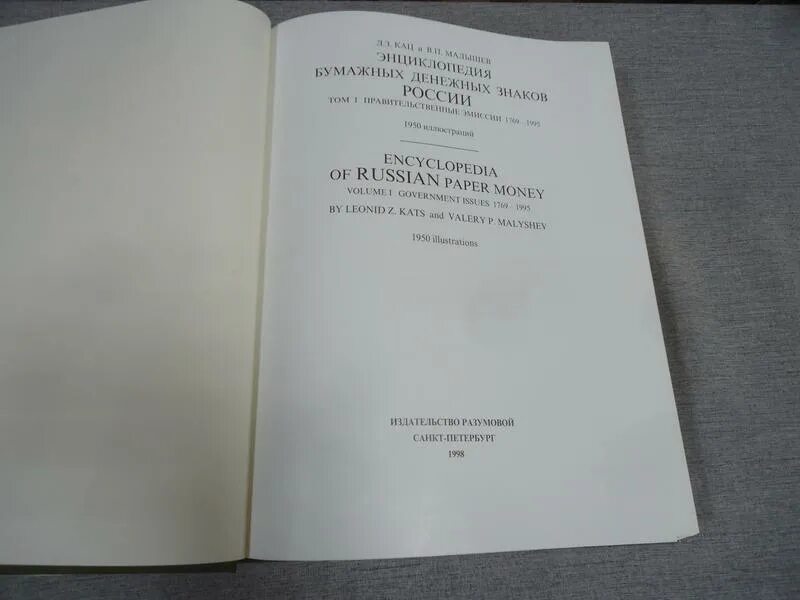 Л.З. КАЦ и В.П. МАЛЫШЕВ
ЭНЦИКЛОПЕДИЯ
БУМАЖНЫХ ДЕНЕЖНЫХ ЗНАКОВ
РОССИИ
ТОМ I ПРАВИТЕЛЬСТВЕННЫЕ ЭМИССИИ 1769 – 1995
1950 иллюстраций
ENCYCLOPEDIA
OF RUSSIAN PAPER MONEY
VOLUME I GOVERNMENT ISSUES 1769 – 1995
BY LEONID Z. KATS and VALERY P. MALYSHEV
1950 illustrations
ИЗДАТЕЛЬСТВО РАЗУМОВОЙ
САНКТ-ПЕТЕРБУРГ
1998